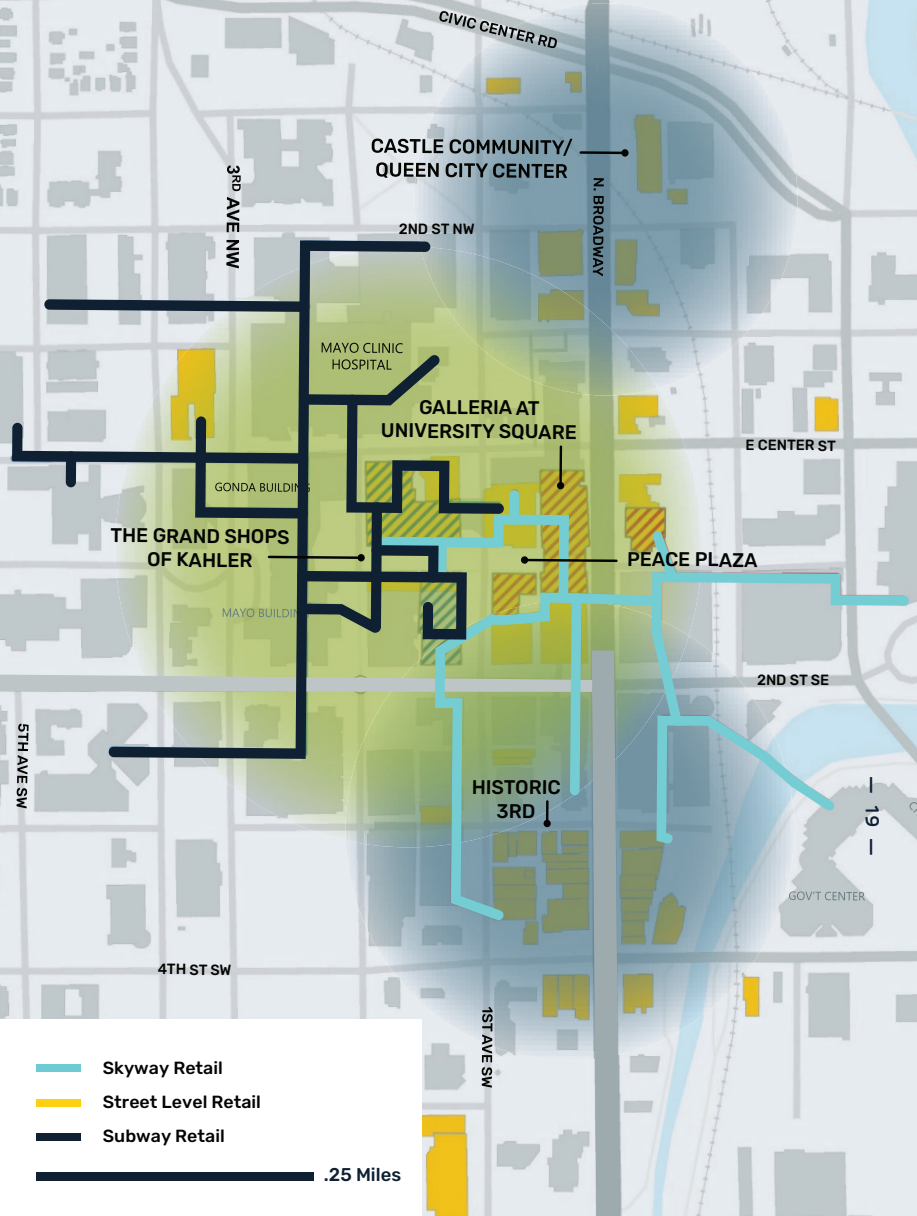 CIVIC CENTER RD
CASTLE COMMUNITY/
QUEEN CITY CENTER
3RD AVE NW
N. BROADWAY
2ND ST NW
MAYO CLINIC
HOSPITAL
GALLERIA AT
UNIVERSITY SQUARE
E CENTER ST
GONDA BUILDING
THE GRAND SHOPS
OF KAHLER
PEACE PLAZA
MAYO BUILDING
2ND ST SE
5TH AVE SW
HISTORIC
3RD
— 19 —
GOV'T CENTER
4TH ST SW
1ST AVE SW
Skyway Retail
Street Level Retail
Subway Retail
.25 Miles